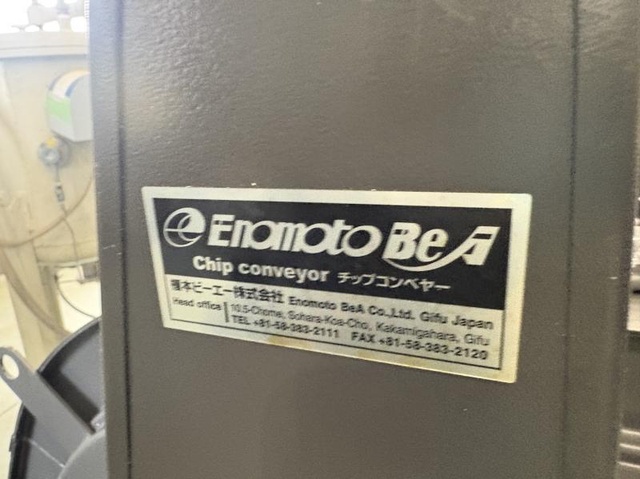 Enomoto BeA
Chip conveyor チップコンベヤー
榎本ビーエー株式会社 Enomoto BeA Co.,Ltd. Gifu Japan
Head office 10.5-Chome, Sohara-Koa-Cho, Kakamigahara, Gifu
TEL +81-58-383-2111 FAX +81-58-383-2120